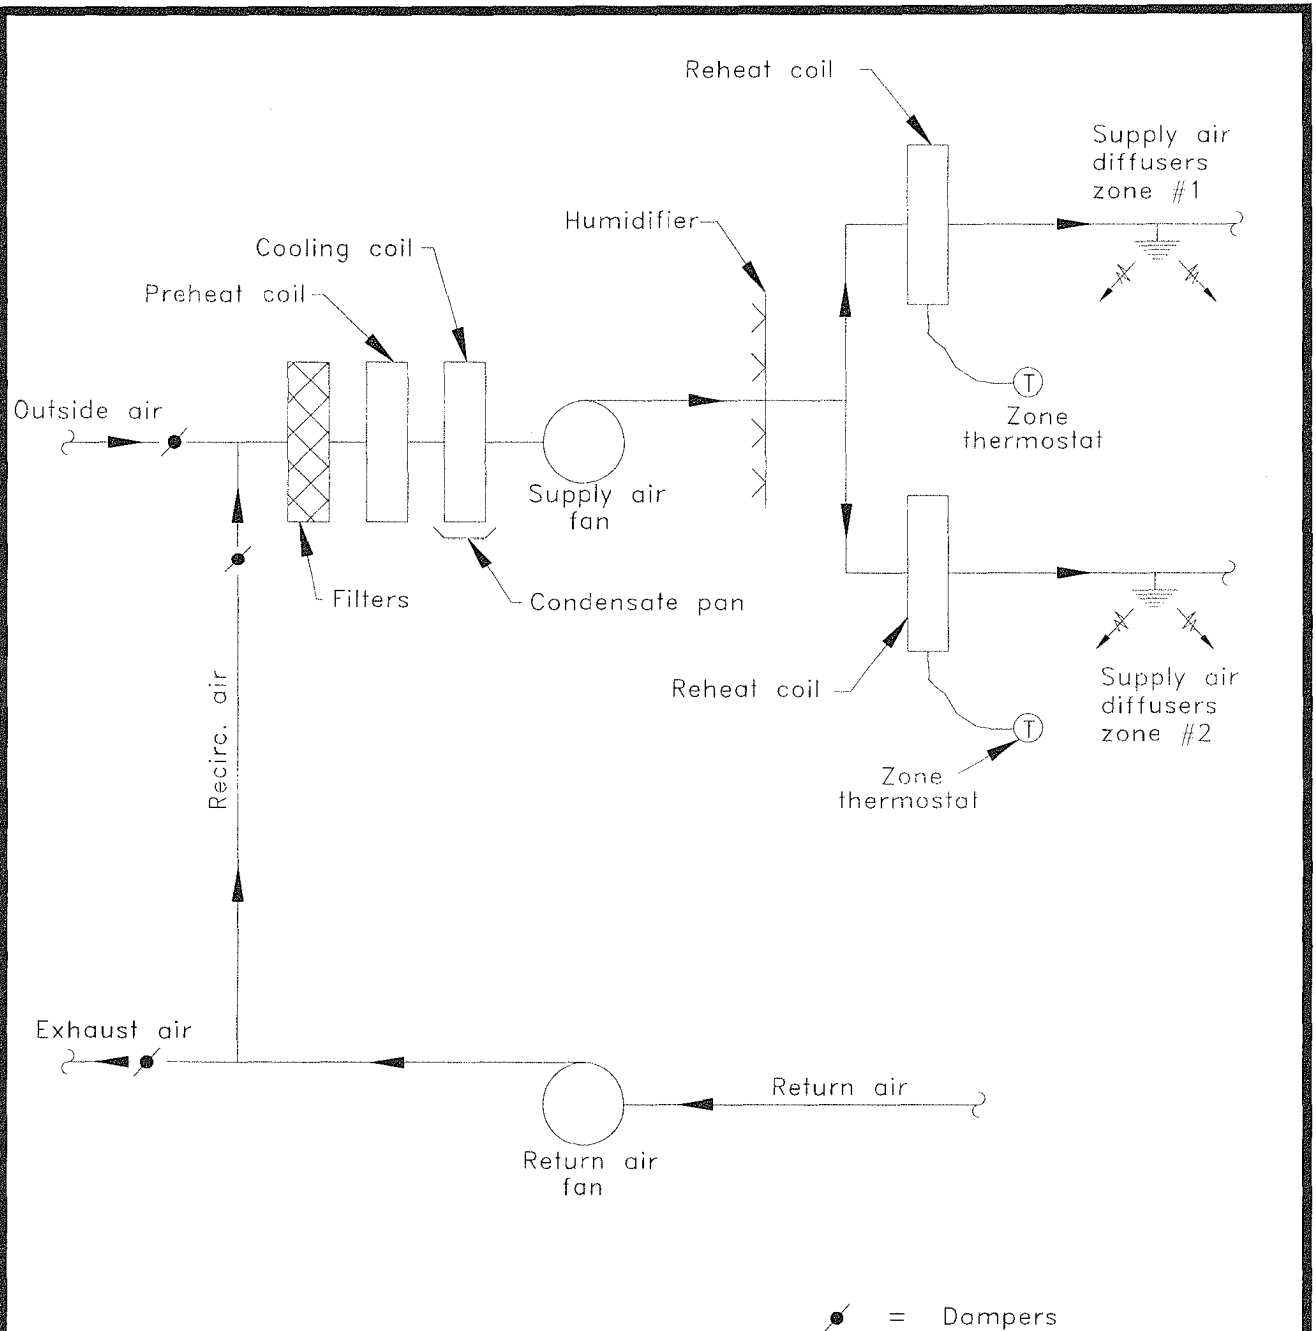 Reheat coil
Supply air
diffusers
zone #1
Humidifier
Cooling coil
Preheat coil
Outside air
T
Zone
thermostat
Supply air
fan
Filters
Condensate pan
Reheat coil
Supply air
diffusers
zone #2
T
Zone
thermostat
Recirc. air
Exhaust air
Return air
Return air
fan
= Dampers